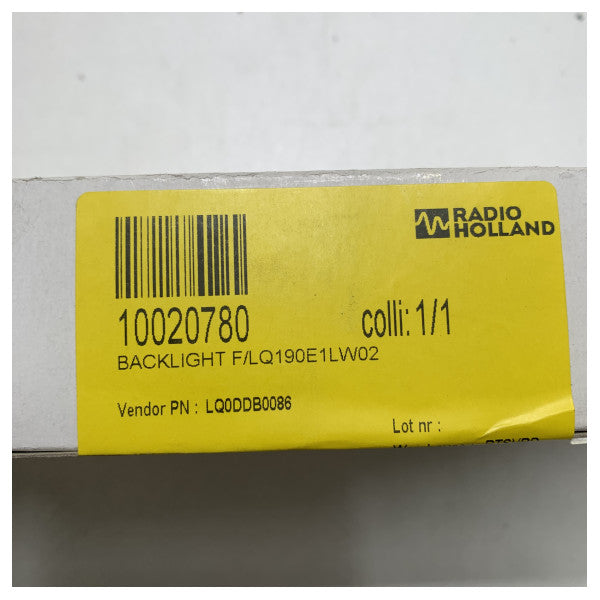 RADIO
HOLLAND
10020780 colli: 1/1
BACKLIGHT F/LQ190E1LW02
Vendor PN : LQ0DDB0086
Lot nr :